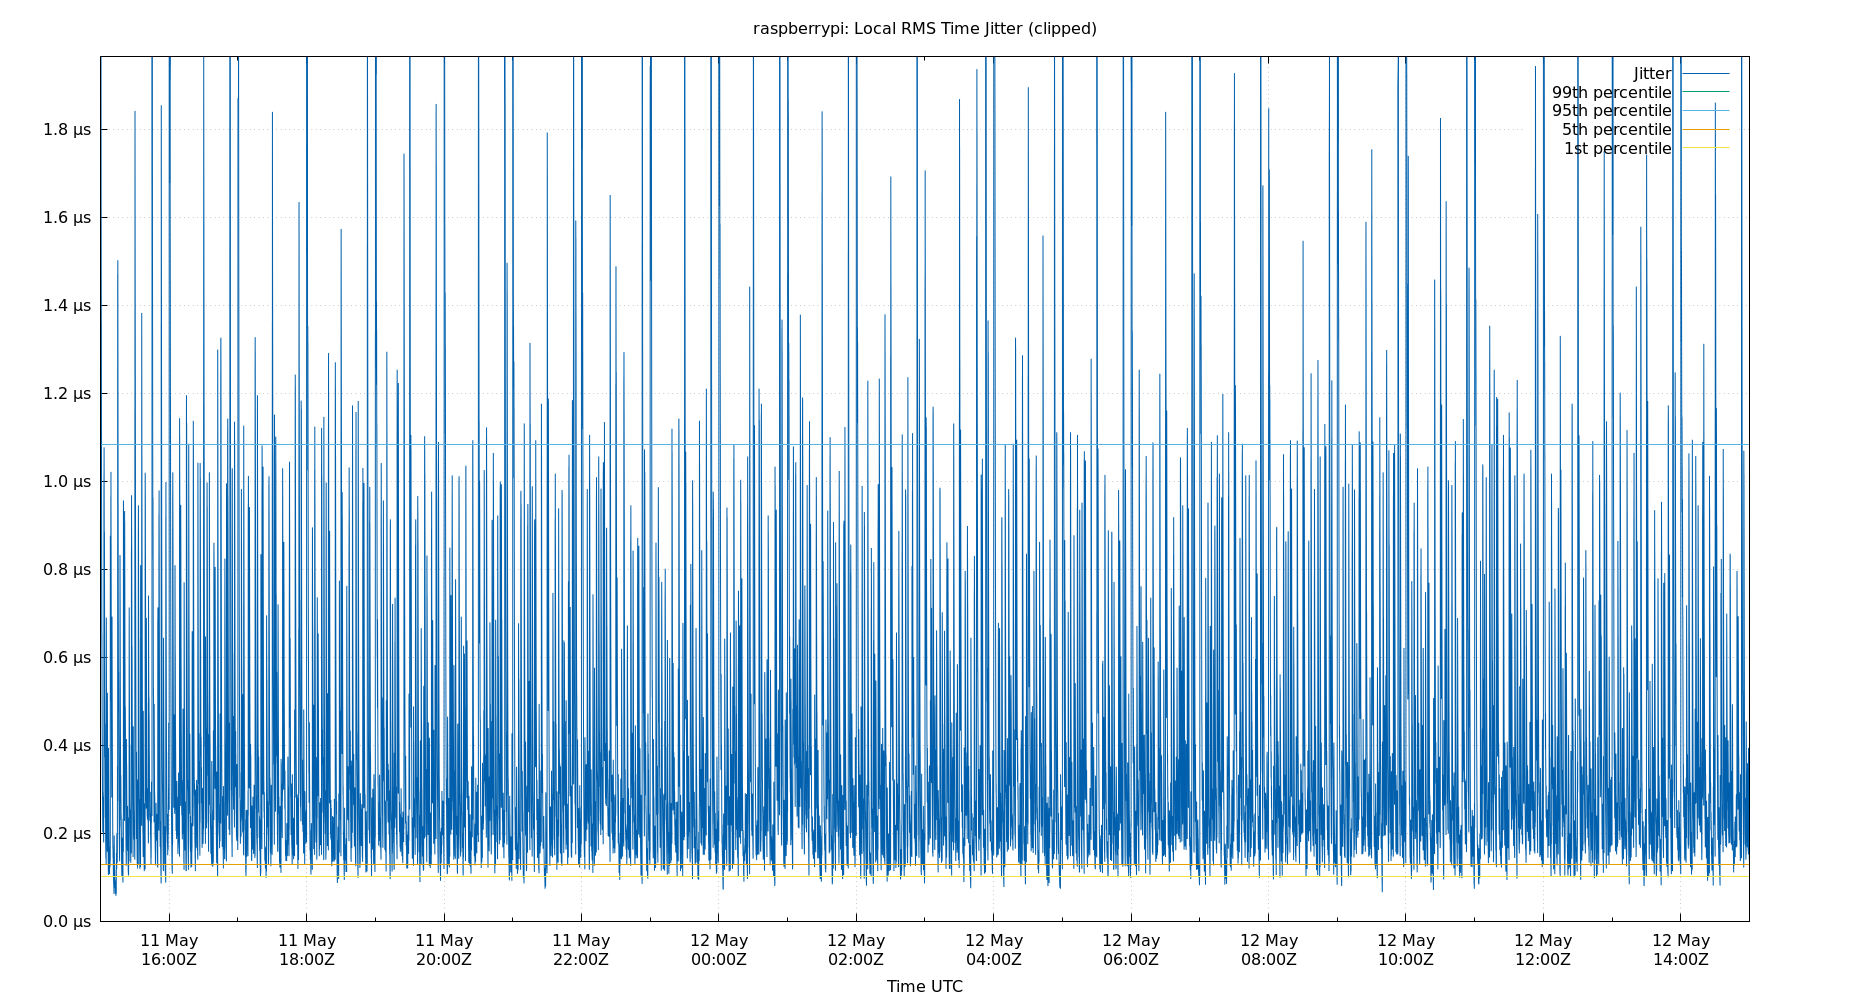 raspberrypi: Local RMS Time Jitter (clipped)
Jitter
99th percentile
95th percentile
5th percentile
1st percentile
1.8 µs
1.6 µs
1.4 µs
1.2 µs
1.0 µs
0.8 µs
0.6 µs
0.4 µs
0.2 µs
0.0 µs
11 May 11 May 11 May 11 May 12 May 12 May 12 May 12 May 12 May 12 May 12 May 12 May
16:00Z 18:00Z 20:00Z 22:00Z 00:00Z 02:00Z 04:00Z 06:00Z 08:00Z 10:00Z 12:00Z 14:00Z
Time UTC